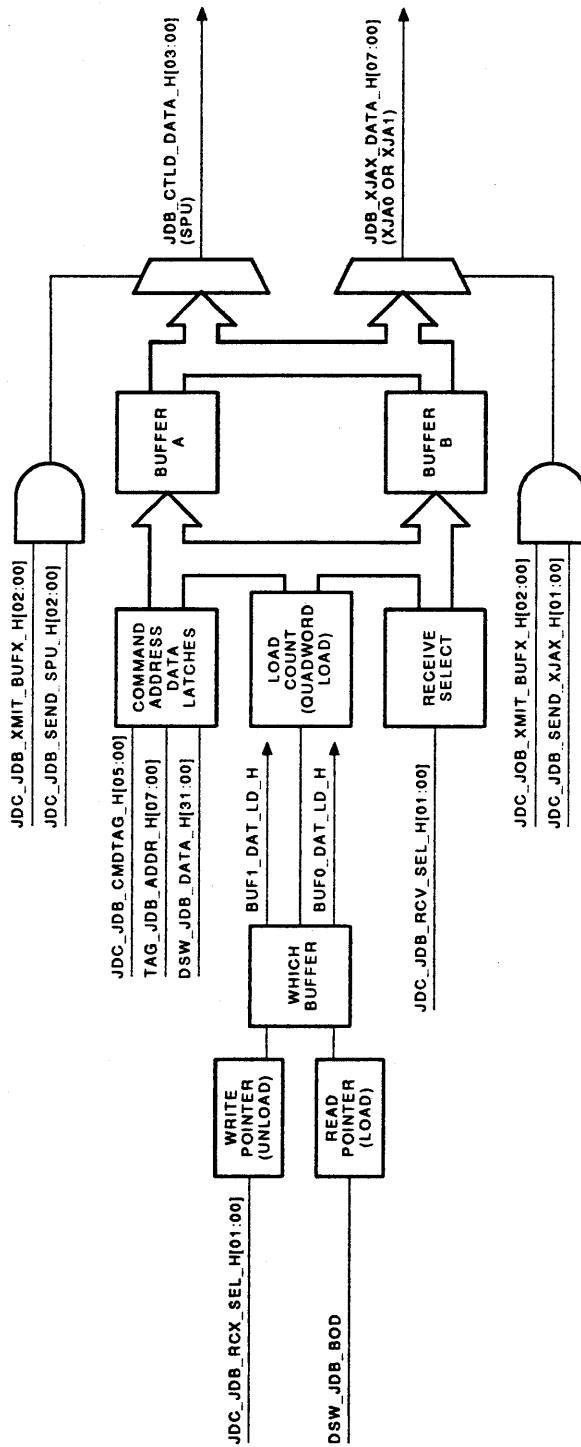 JDC_JDB_XMIT_BUFX_H[02:00]
JDC_JDB_SEND_SPU_H[02:00]
JDB_CTLD_DATA_H[03:00]
(SPU)
JDC_JDB_CMDTAG_H[05:00]
TAG_JDB_ADDR_H[07:00]
DSW_JDB_DATA_H[31:00]
COMMAND
ADDRESS
DATA
LATCHES
BUFFER
A
JDC_JDB_RCX_SEL_H[01:00]
WRITE
POINTER
(UNLOAD)
DSW_JDB_BOD
READ
POINTER
(LOAD)
WHICH
BUFFER
BUF1_DAT_LD_H
BUF0_DAT_LD_H
LOAD
COUNT
(QUADWORD
LOAD)
JDC_JDB_RCV_SEL_H[01:00]
RECEIVE
SELECT
BUFFER
B
JDB_XJAX_DATA_H[07:00]
(XJA0 OR XJA1)
JDC_JOB_XMIT_BUFX_H[02:00]
JDC_JDB_SEND_XJAX_H[01:00]